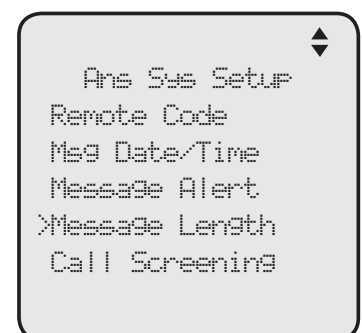 Ans Sys Setup
Remote Code
Msg Date/Time
Message Alert
>Message Length
Call Screening